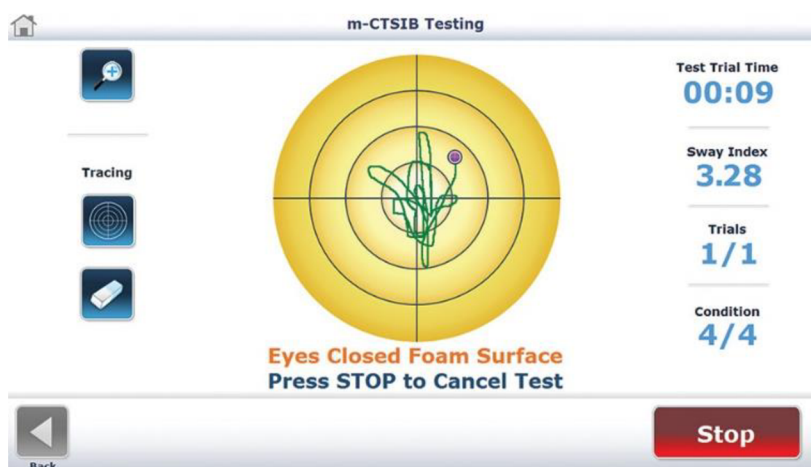 m-CTSIB Testing
Tracing
Test Trial Time
00:09
Sway Index
3.28
Trials
1/1
Condition
4/4
Eyes Closed Foam Surface
Press STOP to Cancel Test
Back
Stop